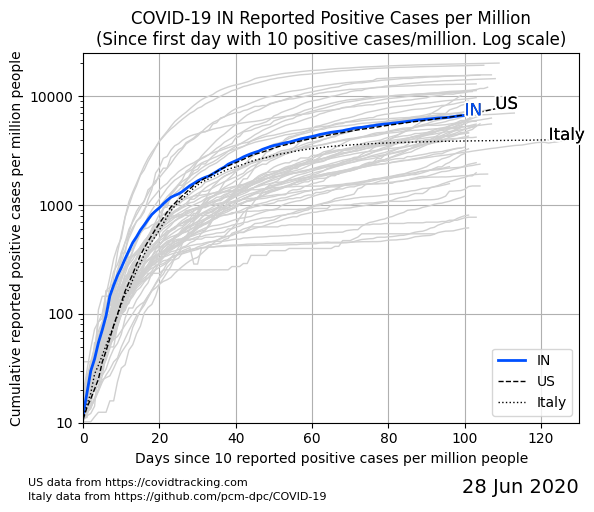 COVID-19 IN Reported Positive Cases per Million
(Since first day with 10 positive cases/million. Log scale)
Cumulative reported positive cases per million people
10000
1000
100
10
IN
US
Italy
IN
US
Italy
0
20
40
60
80
100
120
Days since 10 reported positive cases per million people
US data from https://covidtracking.com
Italy data from https://github.com/pcm-dpc/COVID-19
28 Jun 2020